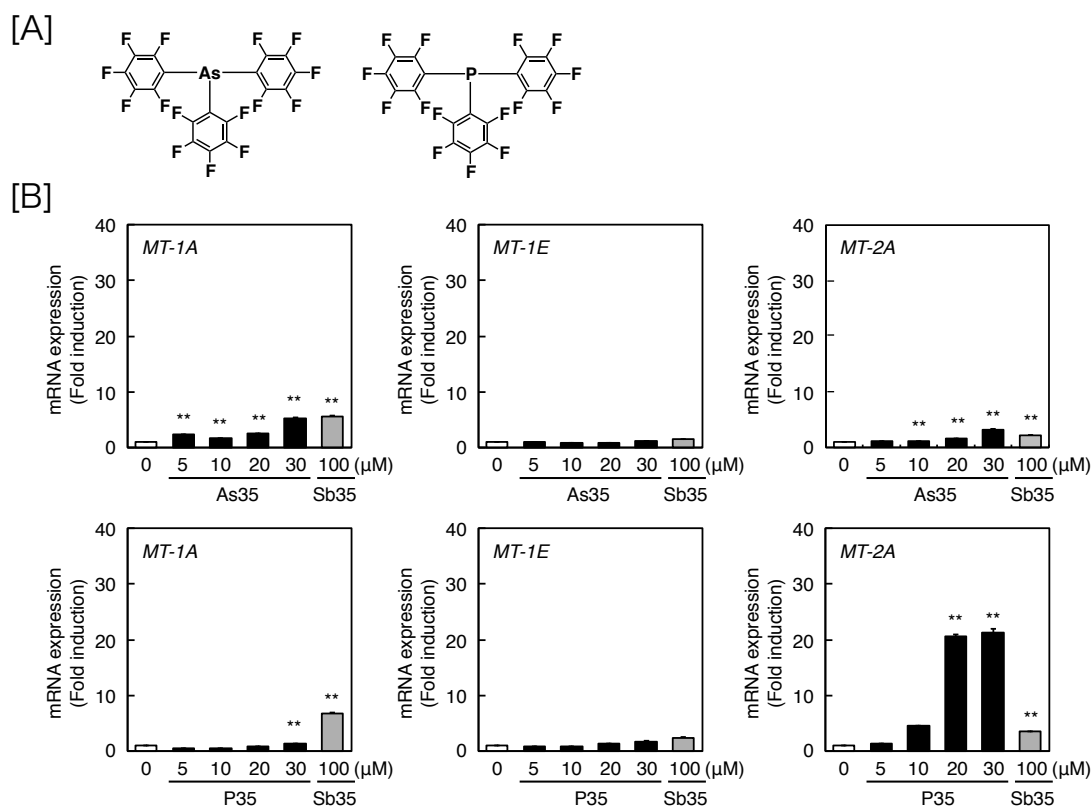 [A]
F F F F F As F F F F F
F F F F F
F F F F F P F F F F F
F F F F F
[B]
MT-1A
mRNA expression
(Fold induction)
40
30
20
10
0
** ** ** ** **
0 5 10 20 30 100 (μM)
As35 Sb35
MT-1E
mRNA expression
(Fold induction)
40
30
20
10
0
0 5 10 20 30 100 (μM)
As35 Sb35
MT-2A
mRNA expression
(Fold induction)
40
30
20
10
0
** ** ** **
0 5 10 20 30 100 (μM)
As35 Sb35
MT-1A
mRNA expression
(Fold induction)
40
30
20
10
0
** **
0 5 10 20 30 100 (μM)
P35 Sb35
MT-1E
mRNA expression
(Fold induction)
40
30
20
10
0
0 5 10 20 30 100 (μM)
P35 Sb35
MT-2A
mRNA expression
(Fold induction)
40
30
20
10
0
** ** **
0 5 10 20 30 100 (μM)
P35 Sb35